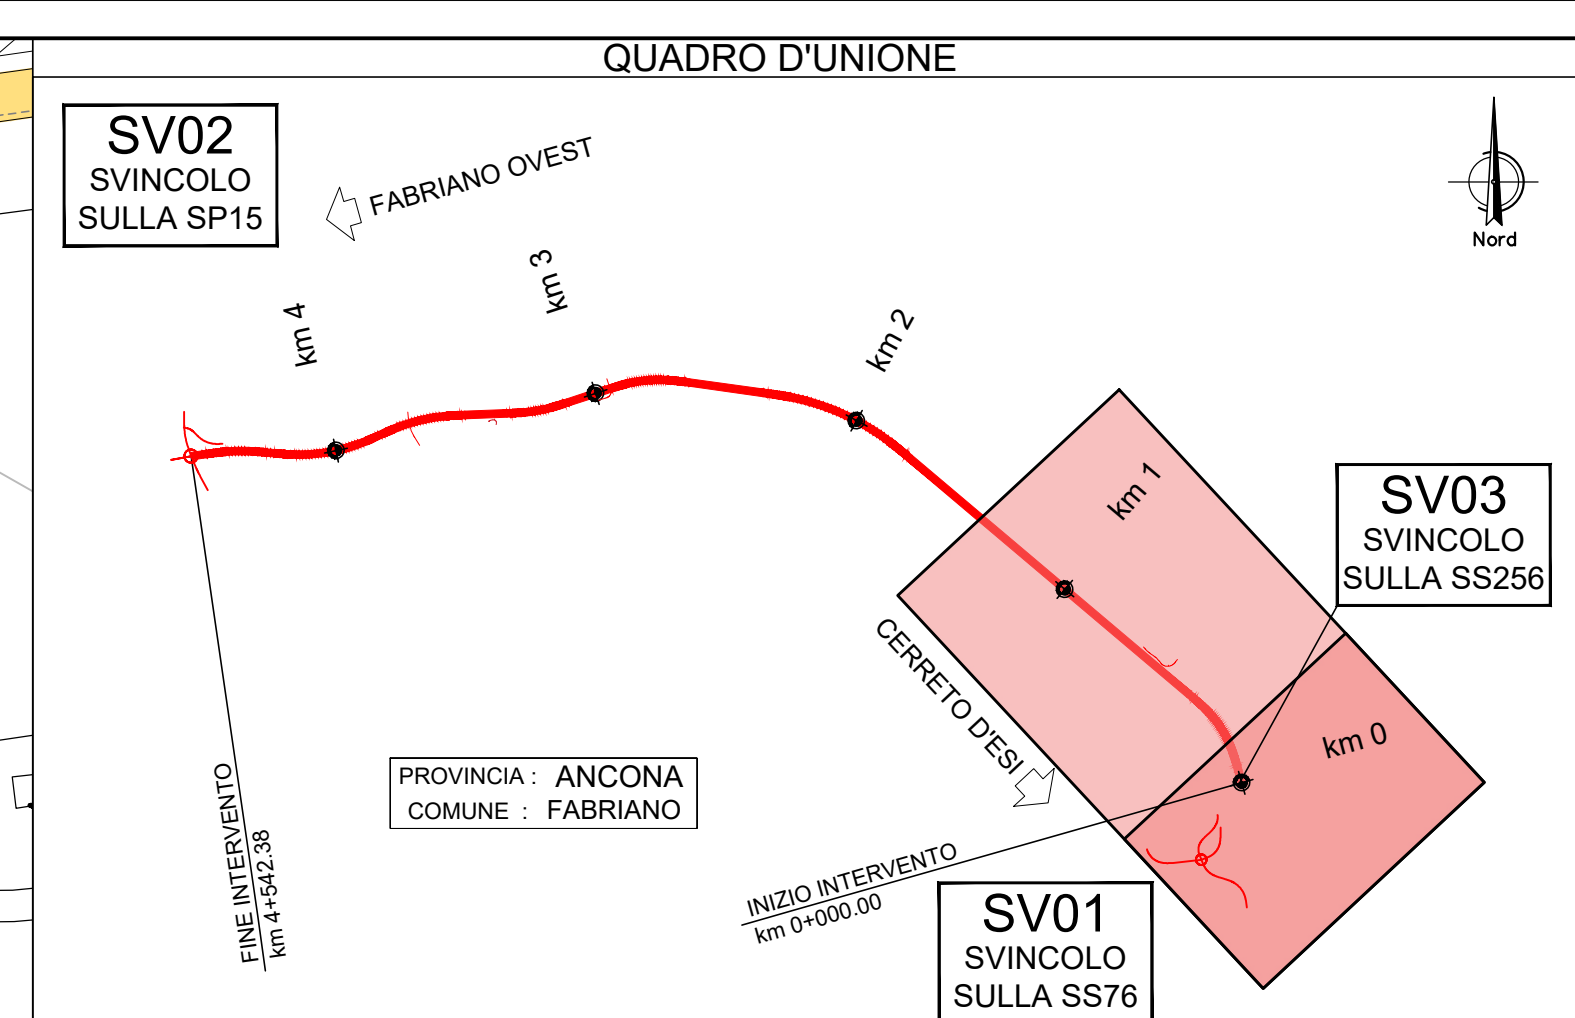 QUADRO D'UNIONE
SV02
SVINCOLO
SULLA SP15
FABRIANO OVEST
Nord
km 4
km 3
km 2
km 1
km 0
SV03
SVINCOLO
SULLA SS256
CERRETO D'ESI
PROVINCIA : ANCONA
COMUNE : FABRIANO
FINE INTERVENTO
km 4+542.38
INIZIO INTERVENTO
km 0+000.00
SV01
SVINCOLO
SULLA SS76